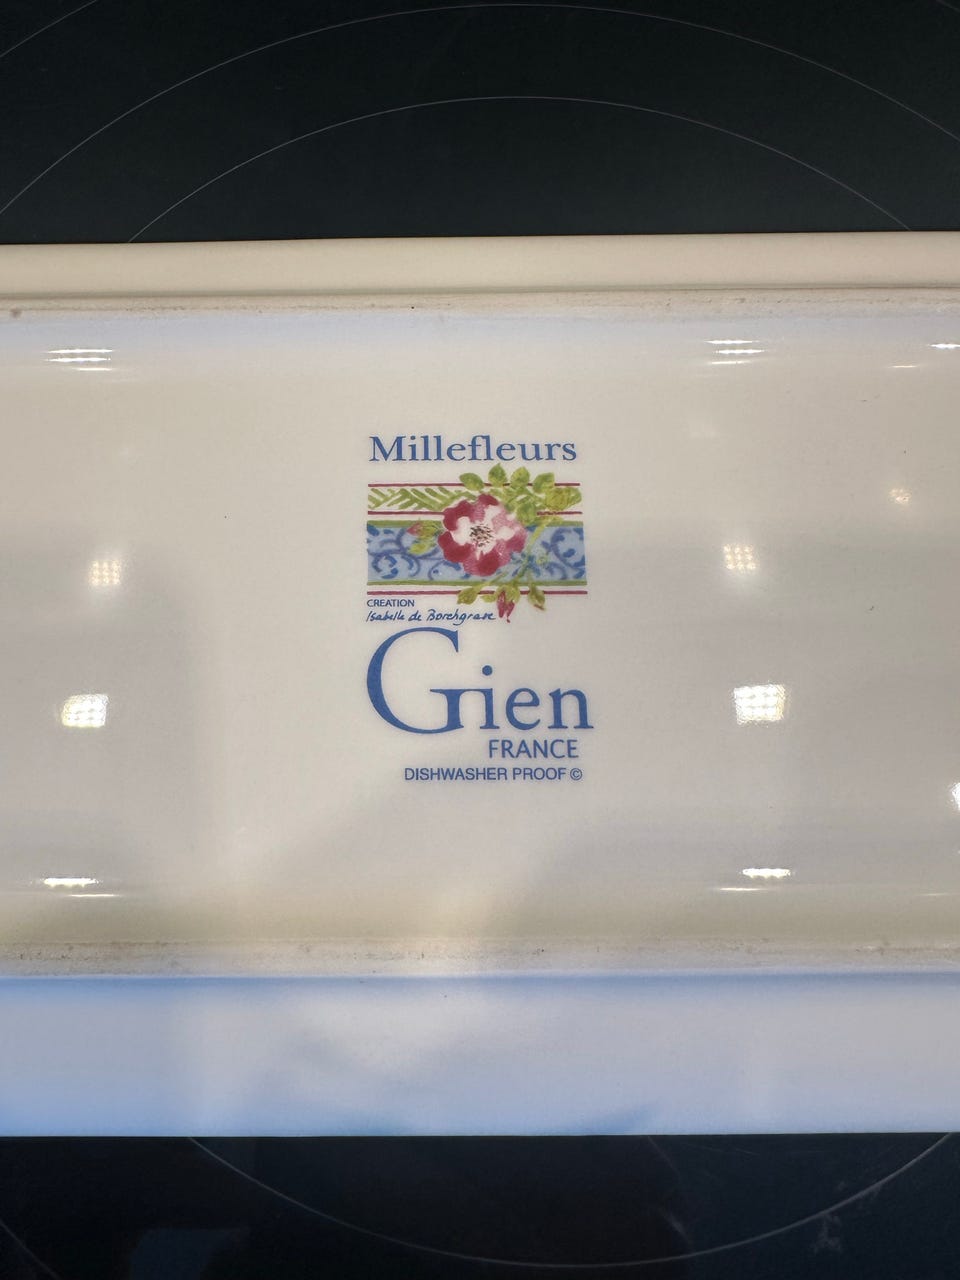 Millefleurs
CREATION
Isabelle de Borchgrave
Gien
FRANCE
DISHWASHER PROOF ©